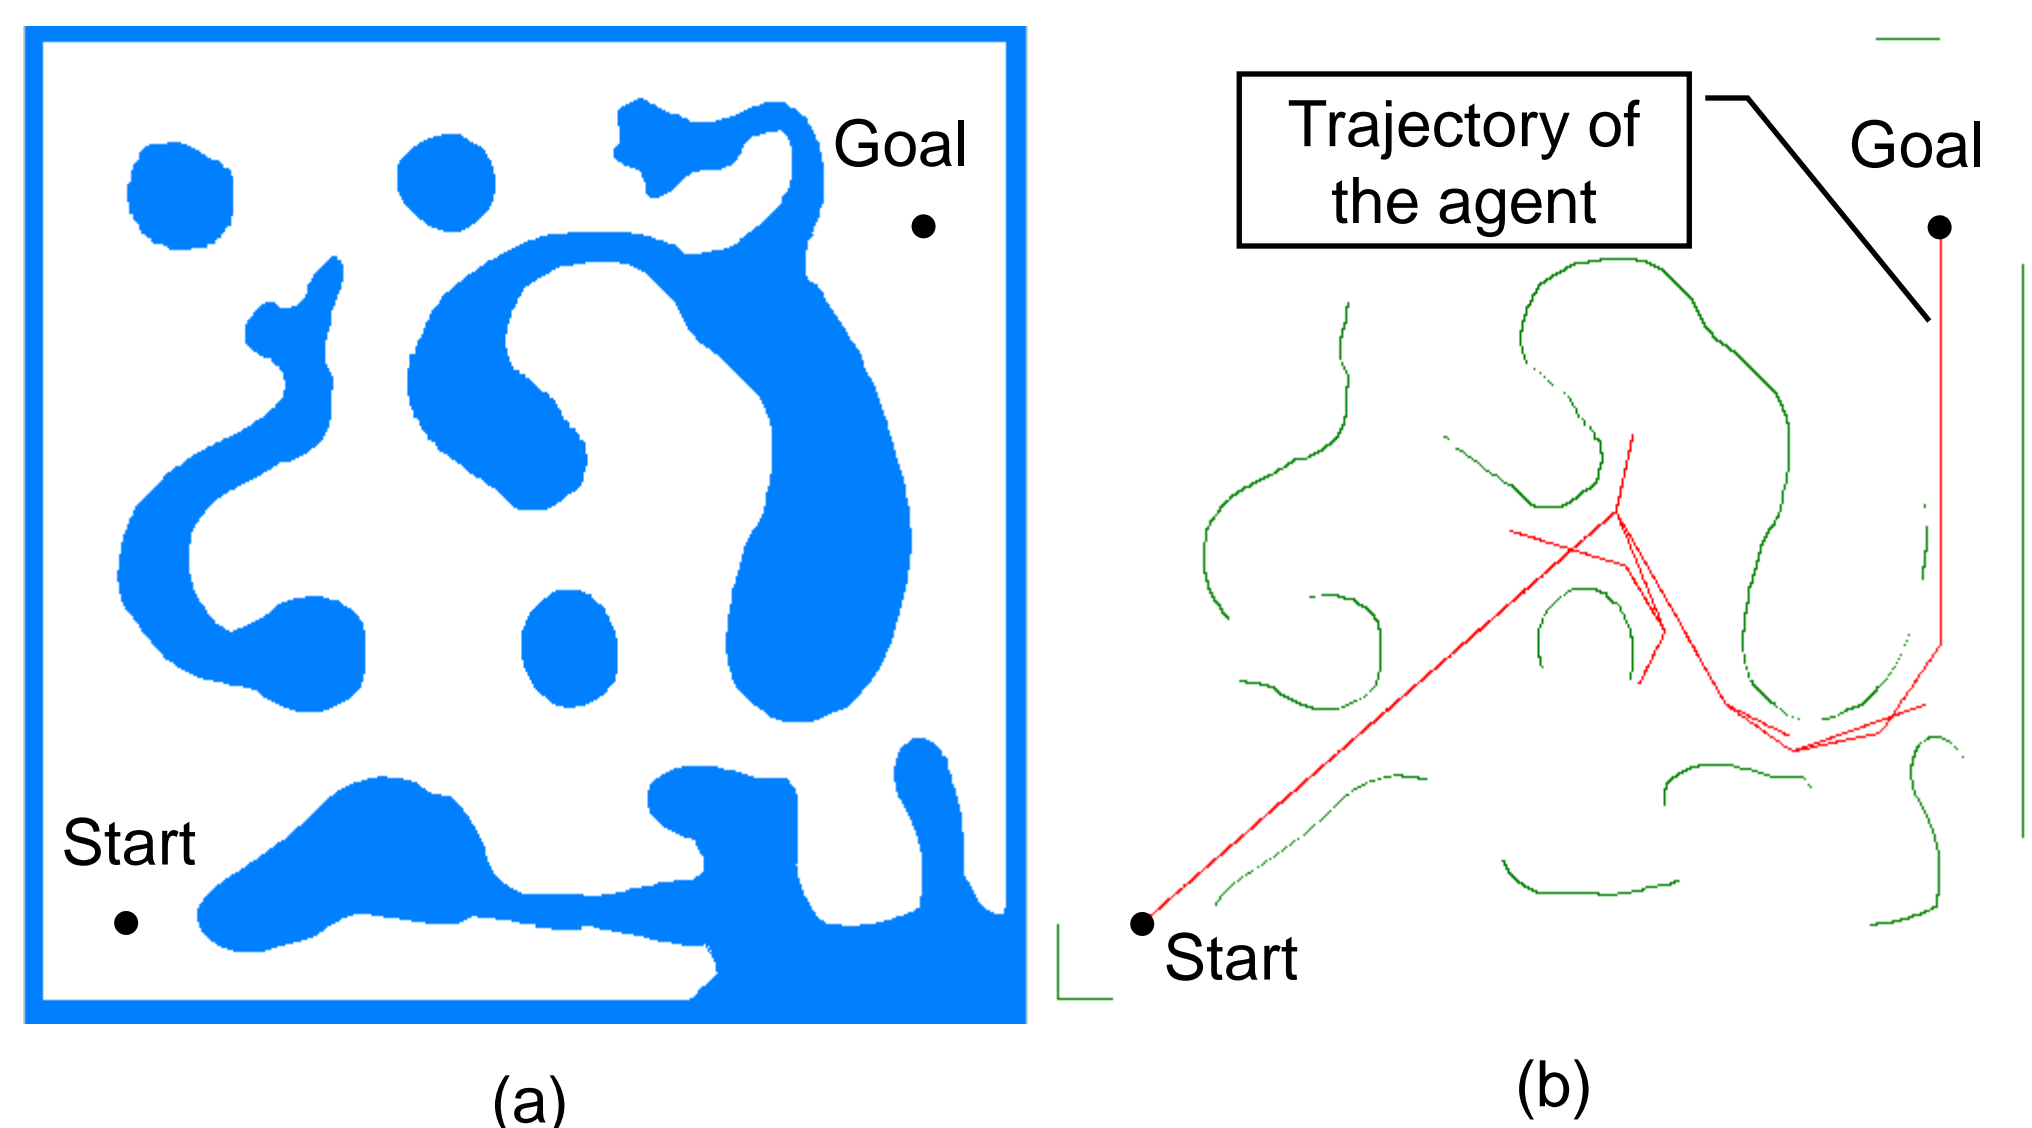 Goal
Start
(a)
Trajectory of
the agent
Goal
Start
(b)